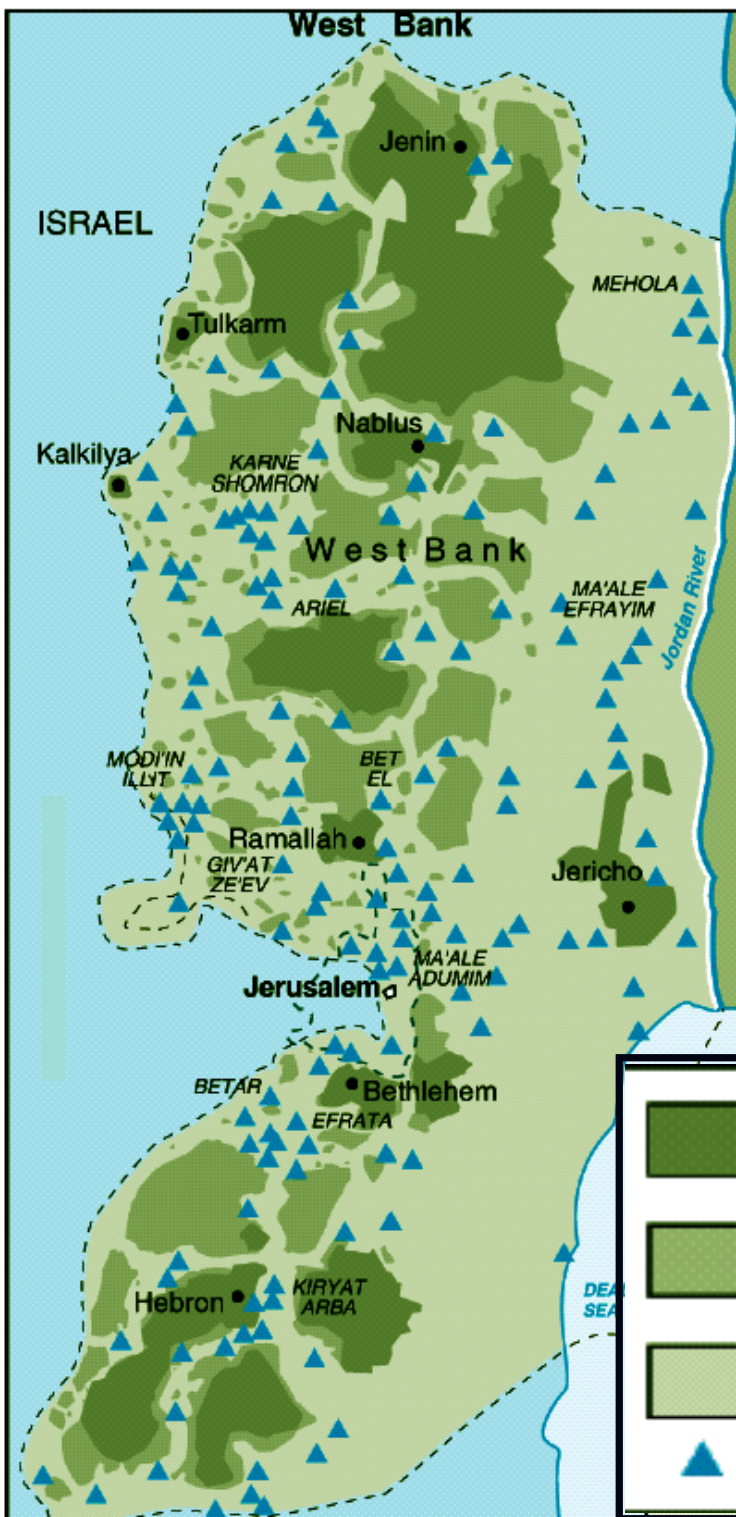 West Bank
Jenin
ISRAEL
MEHOLA
Tulkarm
Nablus
Kalkilya
KARNE
SHOMRON
West Bank
MA'ALE
EFRAYIM
ARIEL
Jordan River
MODI'IN
ILLIT
BET
EL
Ramallah
GIV'AT
ZE'EV
Jericho
MA'ALE
ADUMIM
Jerusalem
BETAR
Bethlehem
EFRATA
KIRYAT
ARBA
Hebron
DEA
SEA